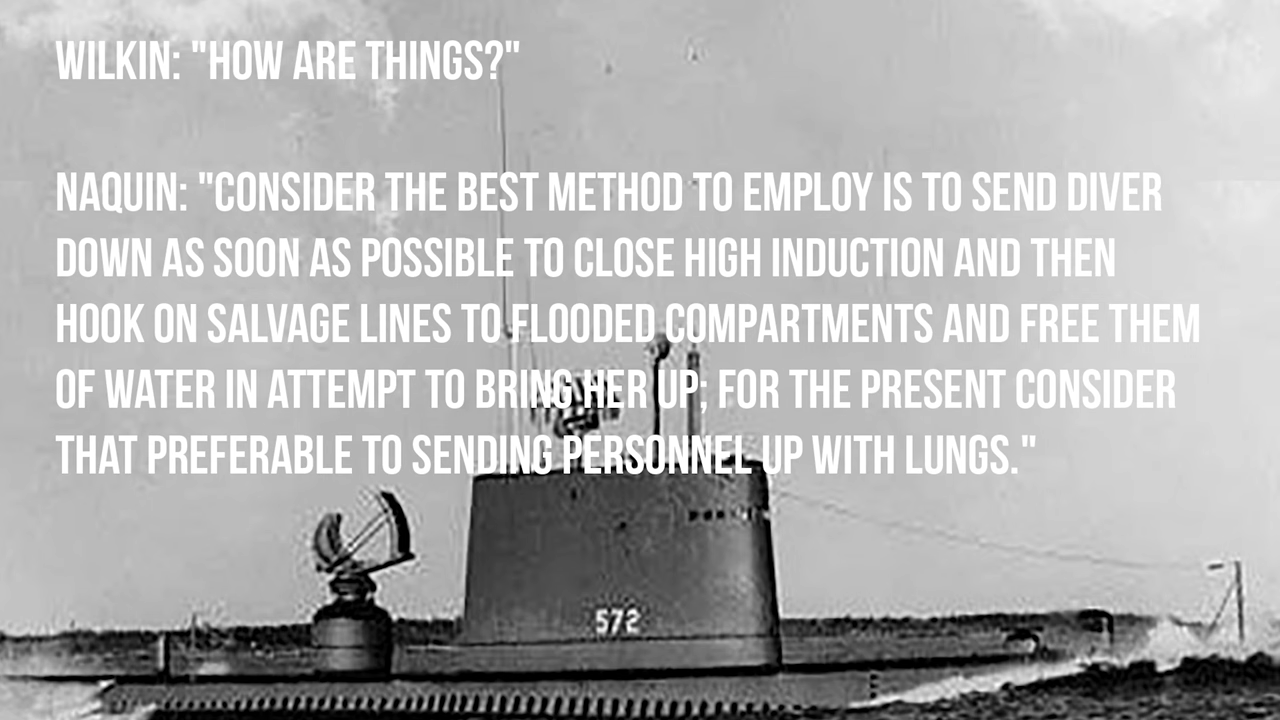 WILKIN: "HOW ARE THINGS?"
NAQUIN: "CONSIDER THE BEST METHOD TO EMPLOY IS TO SEND DIVER
DOWN AS SOON AS POSSIBLE TO CLOSE HIGH INDUCTION AND THEN
HOOK ON SALVAGE LINES TO FLOODED COMPARTMENTS AND FREE THEM
OF WATER IN ATTEMPT TO BRING HER UP; FOR THE PRESENT CONSIDER
THAT PREFERABLE TO SENDING PERSONNEL UP WITH LUNGS."
572